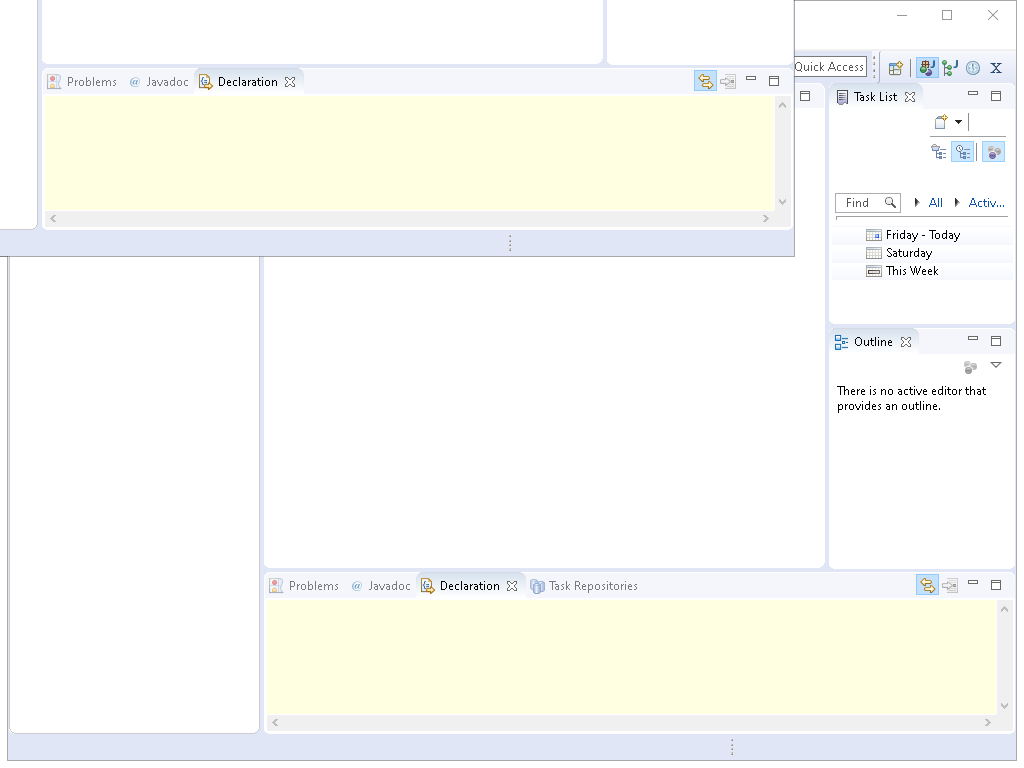 Problems @ Javadoc Declaration
Quick Access
Task List
Find All Activ...
Friday - Today
Saturday
This Week
Outline
There is no active editor that
provides an outline.
Problems @ Javadoc Declaration Task Repositories